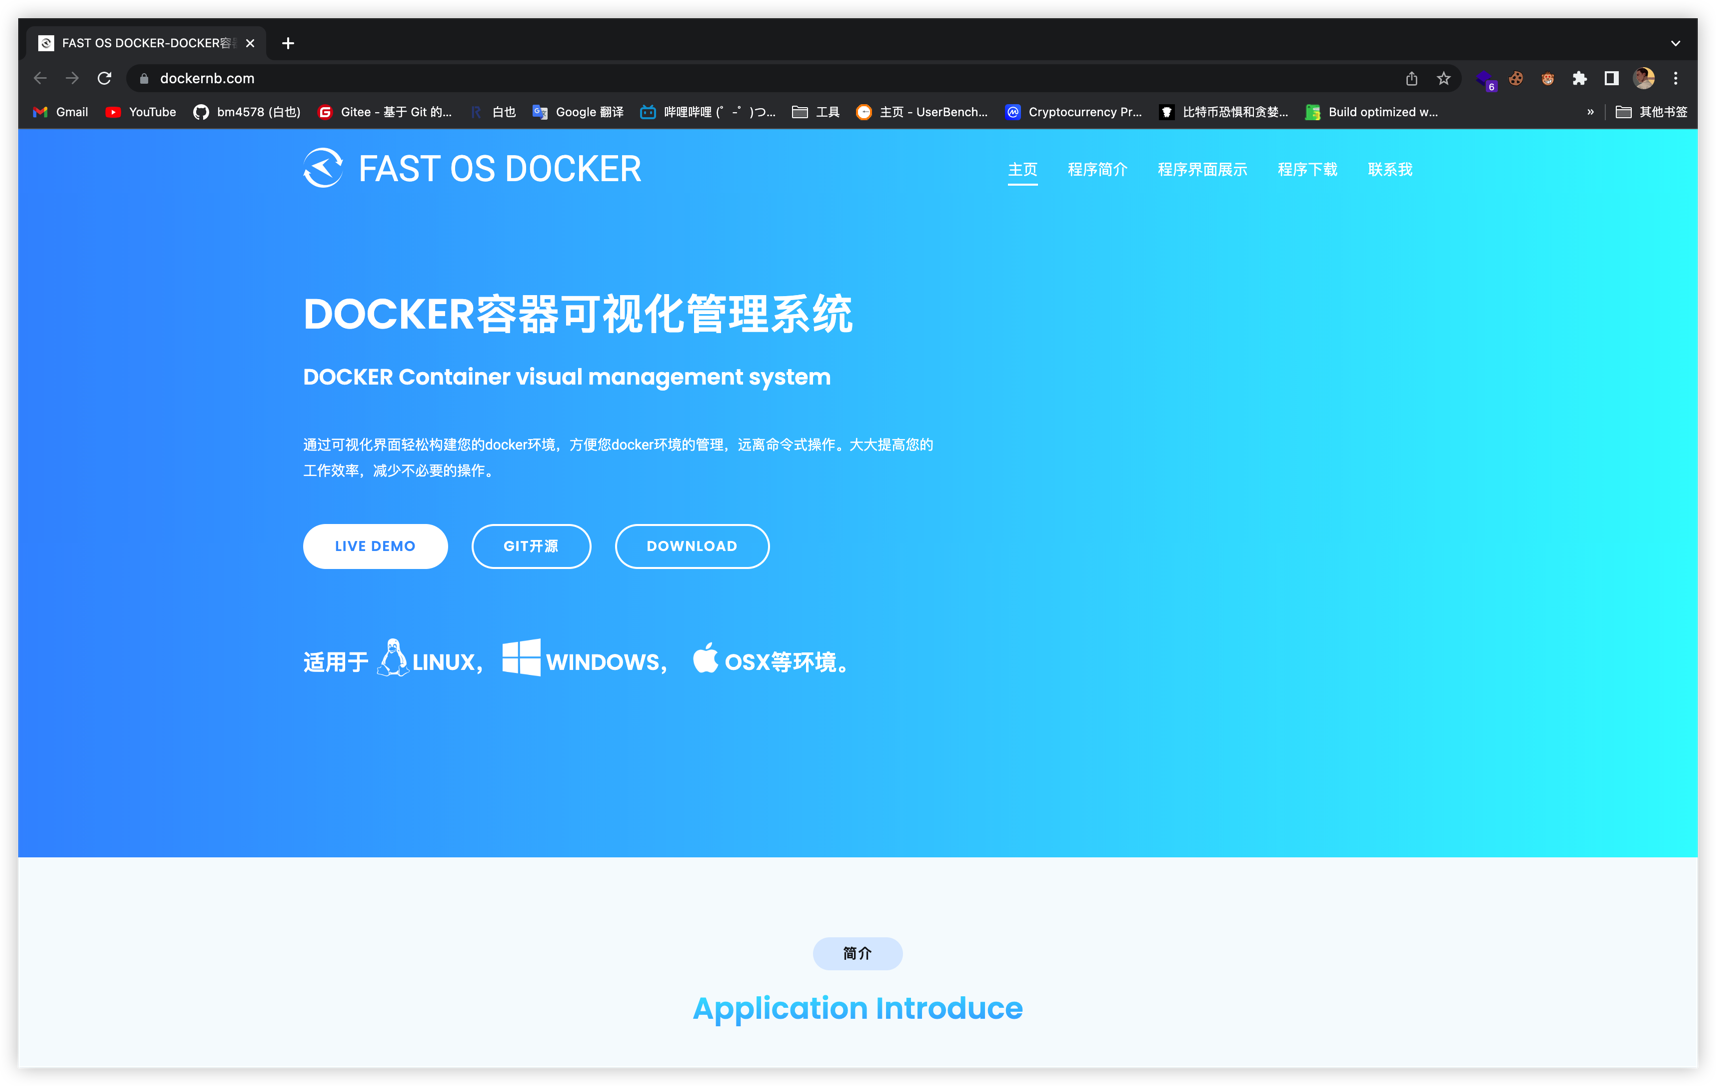 FAST OS DOCKER-DOCKER容
dockernb.com
6
Gmail
YouTube
bm4578 (白也)
Gitee - 基于 Git 的...
白也
Google 翻译
哔哩哔哩 (゜-゜)つ...
工具
主页 - UserBench...
Cryptocurrency Pr...
比特币恐惧和贪婪...
Build optimized w...
»
其他书签
FAST OS DOCKER
主页
程序简介
程序界面展示
程序下载
联系我
DOCKER容器可视化管理系统
DOCKER Container visual management system
通过可视化界面轻松构建您的docker环境，方便您docker环境的管理，远离命令式操作。大大提高您的
工作效率，减少不必要的操作。
LIVE DEMO
GIT开源
DOWNLOAD
适用于 LINUX， WINDOWS， OSX等环境。
简介
Application Introduce